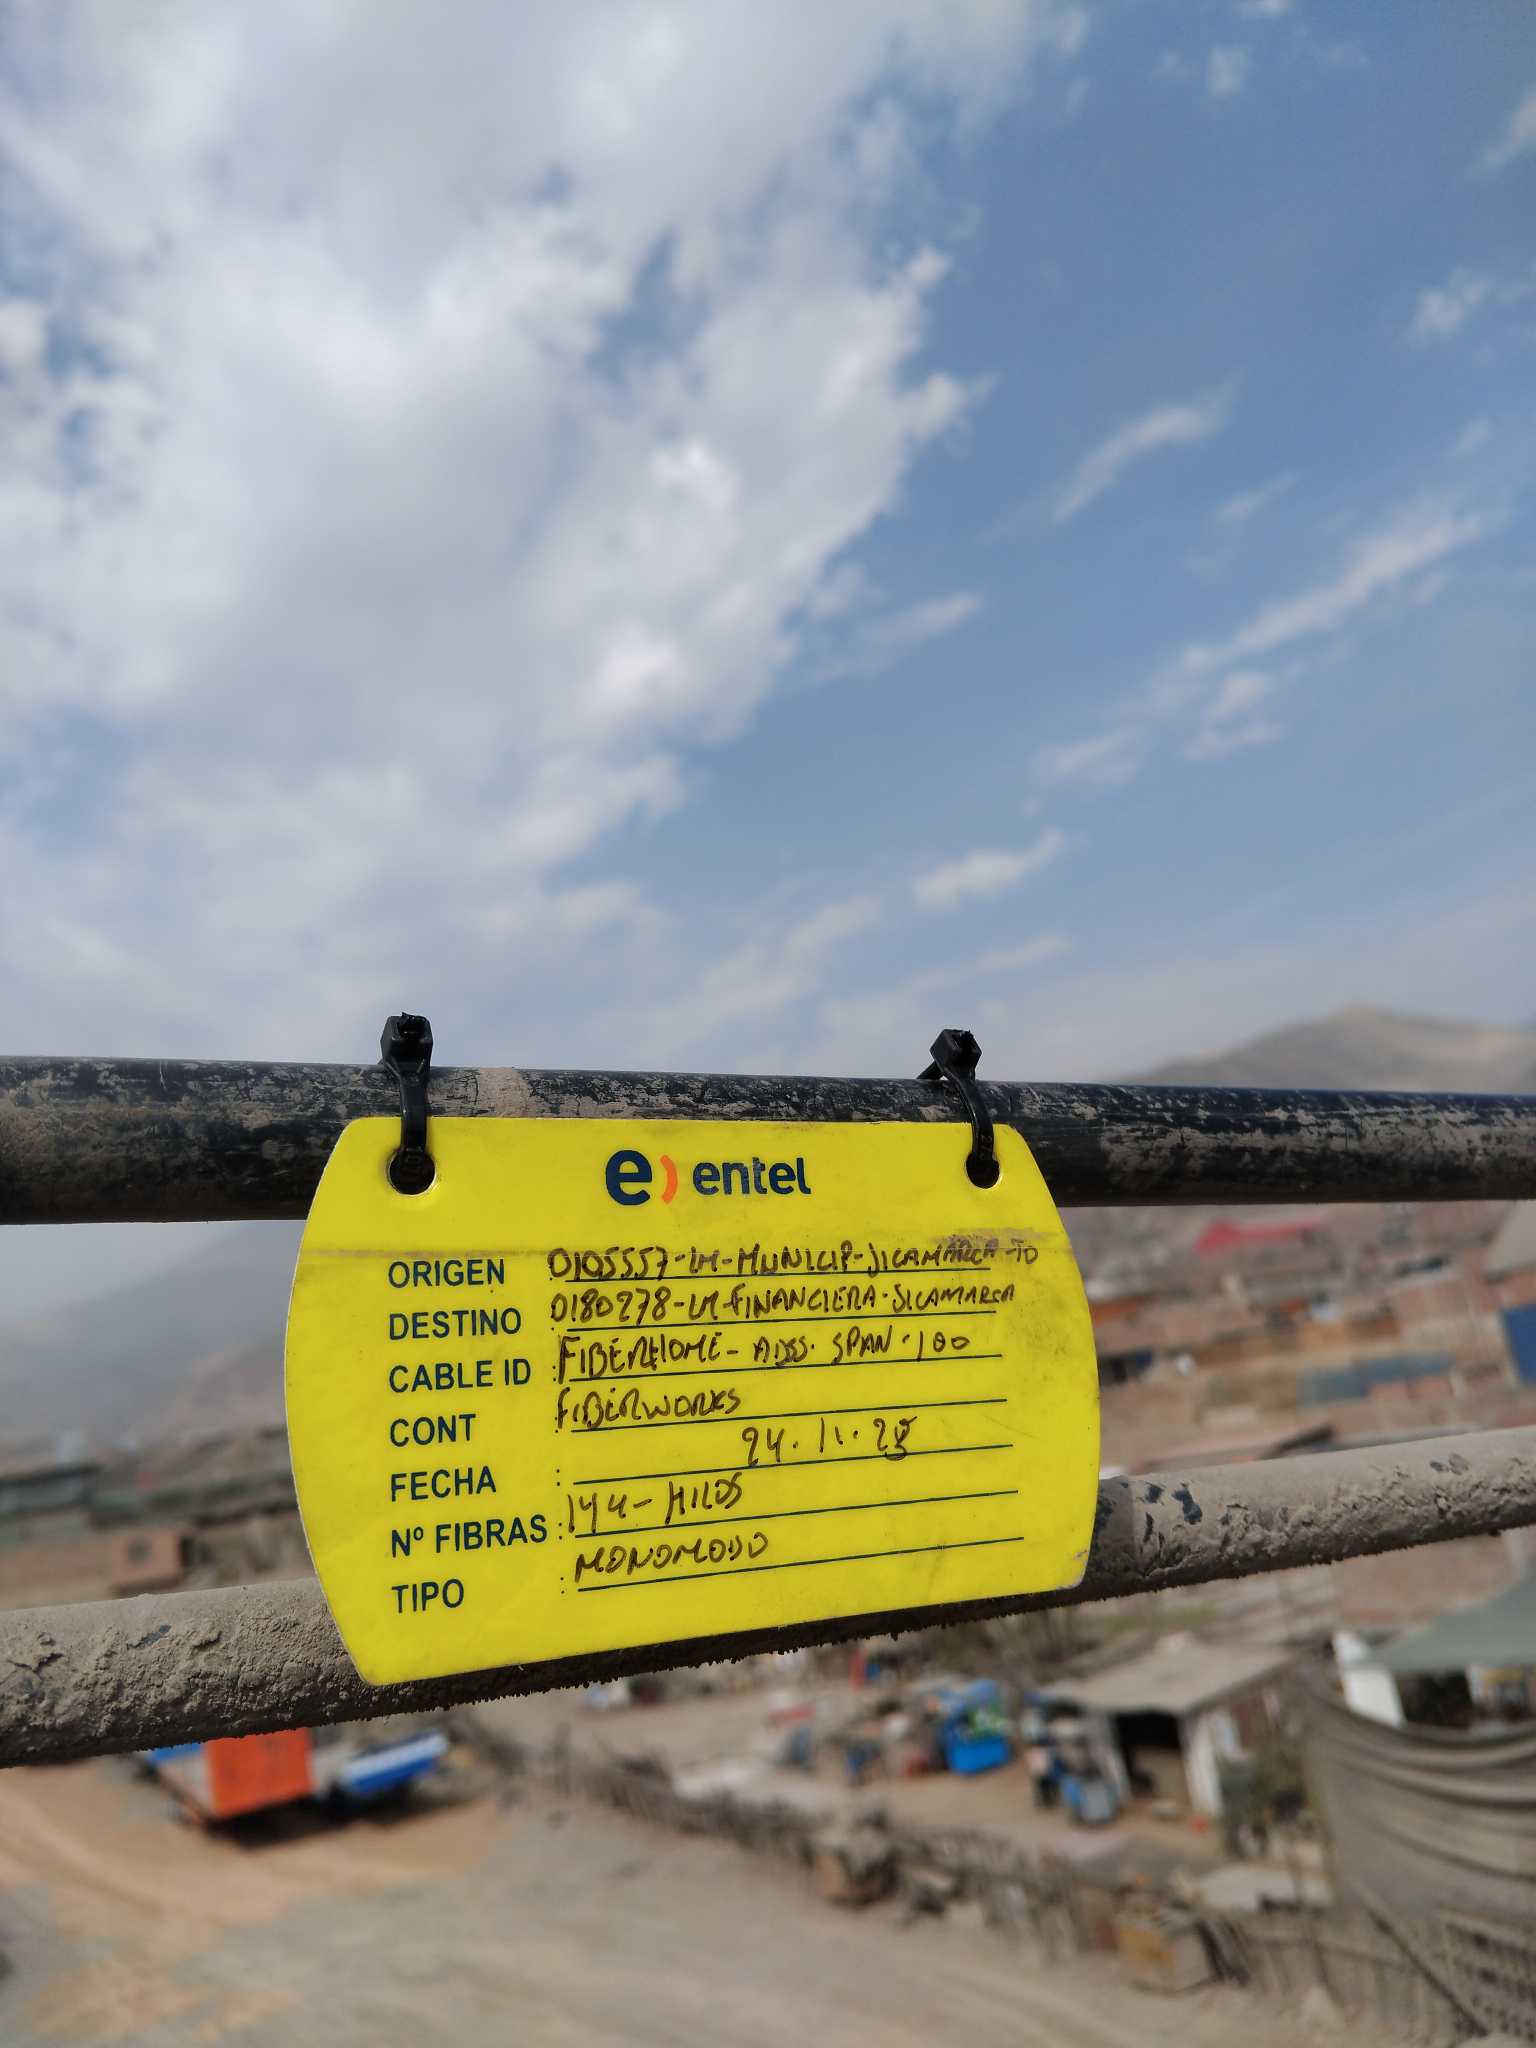 e) entel
ORIGEN 0105557-LM-MUNICIP-JICAMARCA-TD
DESTINO : 0180278-LM-FINANCIERA-JICAMARCA
CABLE ID : FIBERHOME-ADSS-SPAN-100
CONT : FIBERWORKS
FECHA : 24.11.
Nº FIBRAS : 144-HILOS
TIPO : MONOMODO